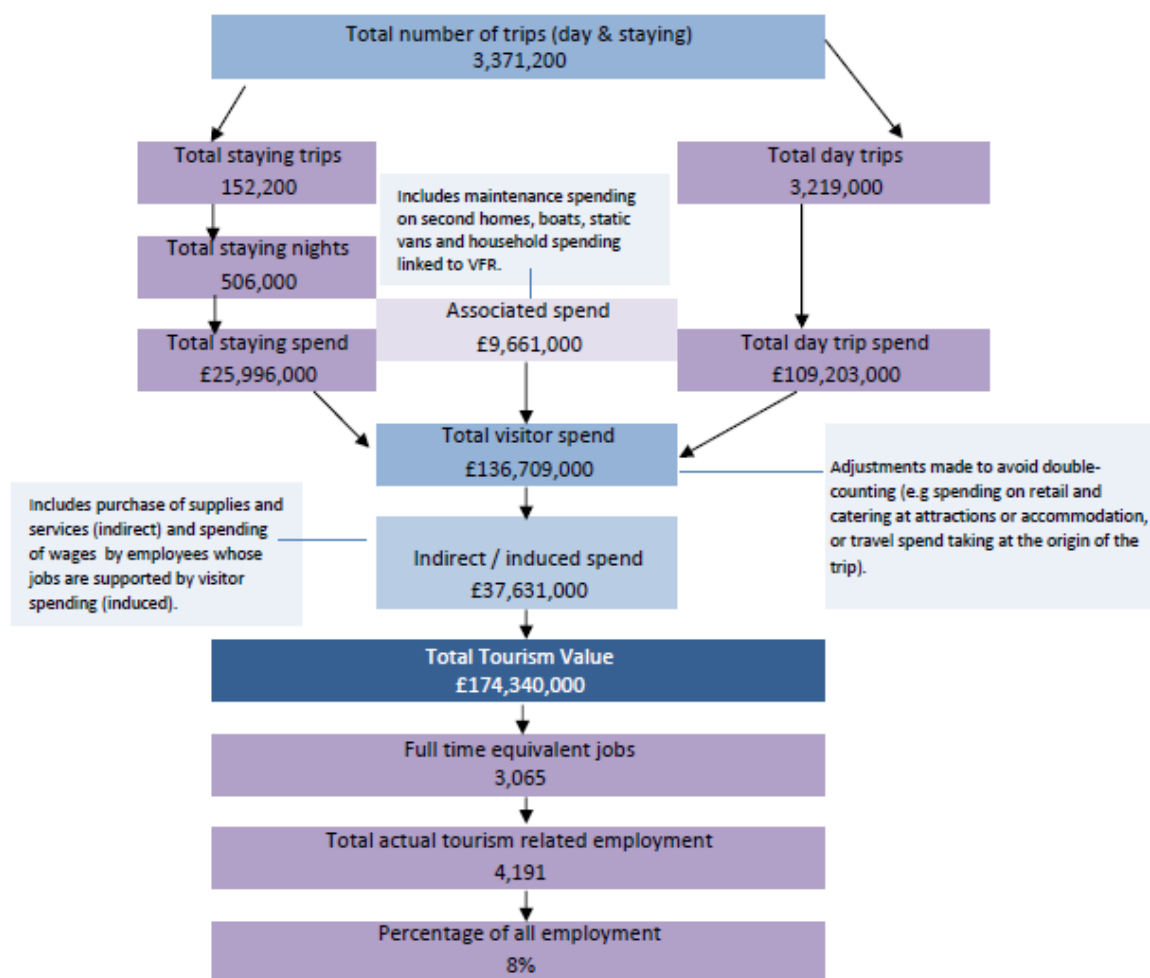 Total number of trips (day & staying)
3,371,200
Total staying trips
152,200
Total day trips
3,219,000
Includes maintenance spending
on second homes, boats, static
vans and household spending
linked to VFR.
Total staying nights
506,000
Associated spend
£9,661,000
Total staying spend
£25,996,000
Total day trip spend
£109,203,000
Total visitor spend
£136,709,000
Adjustments made to avoid double-
counting (e.g spending on retail and
catering at attractions or accommodation,
or travel spend taking at the origin of the
trip).
Includes purchase of supplies and
services (indirect) and spending
of wages by employees whose
jobs are supported by visitor
spending (induced).
Indirect / induced spend
£37,631,000
Total Tourism Value
£174,340,000
Full time equivalent jobs
3,065
Total actual tourism related employment
4,191
Percentage of all employment
8%